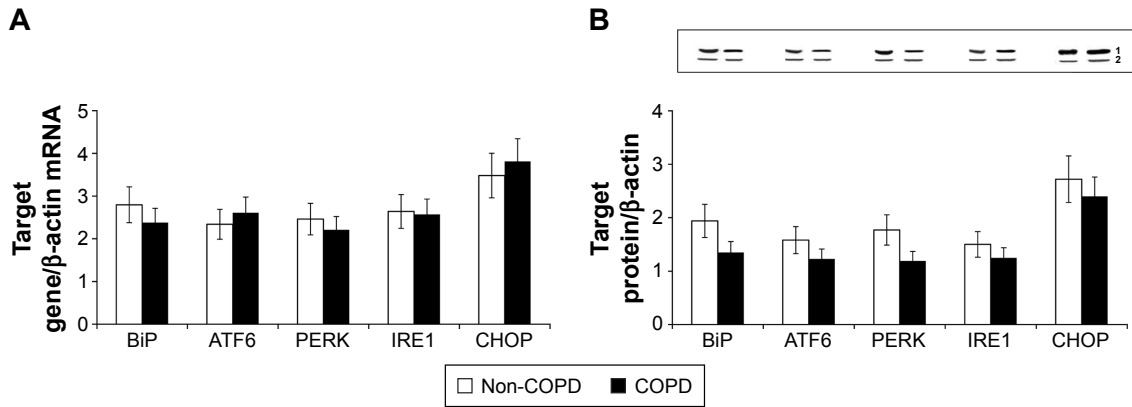 A
Target
gene/β-actin mRNA
5
4
3
2
1
0
BiP ATF6 PERK IRE1 CHOP
B
1
2
Target
protein/β-actin
4
3
2
1
0
BiP ATF6 PERK IRE1 CHOP
Non-COPD COPD